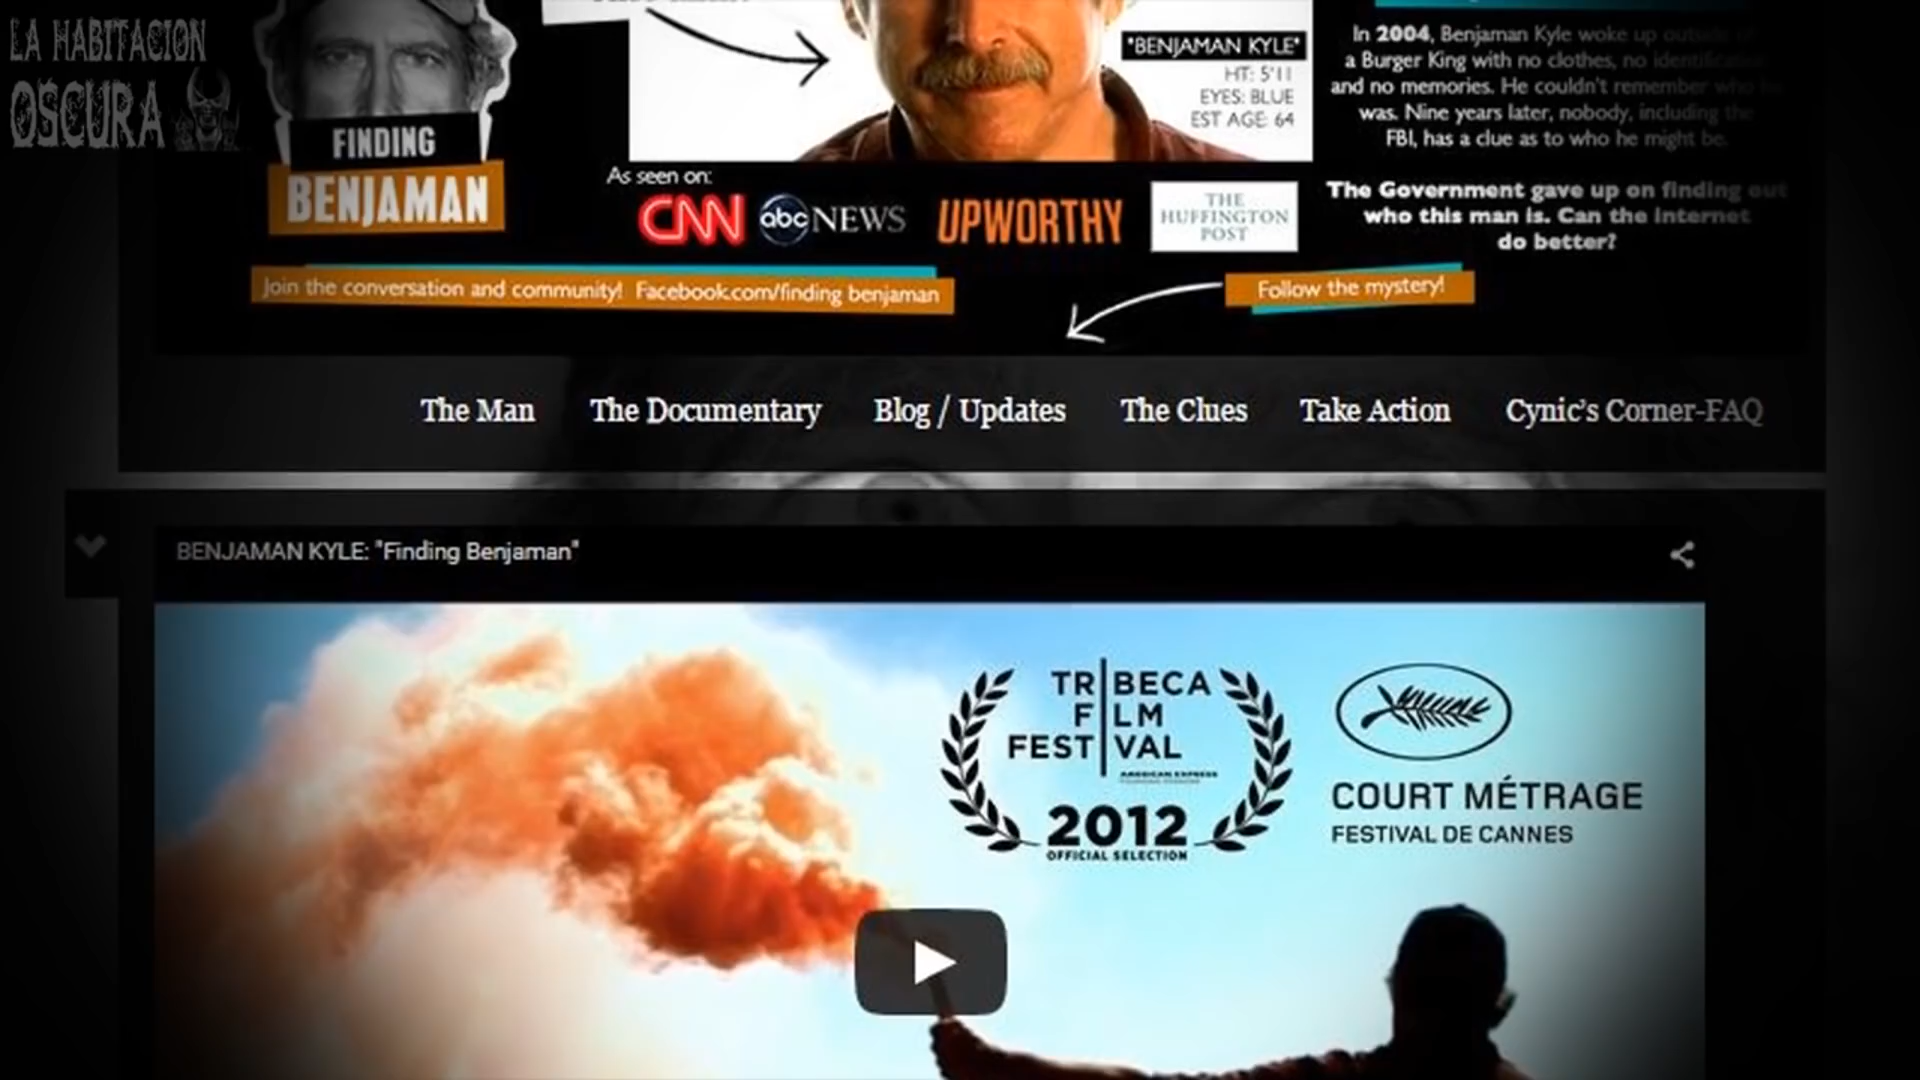 LA HABITACION
OSCURA
FINDING
BENJAMAN
"BENJAMAN KYLE"
HT: 5'11
EYES: BLUE
EST AGE: 64
In 2004, Benjaman Kyle woke up outside of
a Burger King with no clothes, no identification
and no memories. He couldn't remember who he
was. Nine years later, nobody, including the
FBI, has a clue as to who he might be.
The Government gave up on finding out
who this man is. Can the internet
do better?
As seen on:
CNN
abc NEWS
UPWORTHY
THE
HUFFINGTON
POST
Join the conversation and community! Facebook.com/finding benjaman
Follow the mystery!
The Man
The Documentary
Blog / Updates
The Clues
Take Action
Cynic's Corner-FAQ
BENJAMAN KYLE: "Finding Benjaman"
TRIBECA
FILM
FESTIVAL
AMERICAN EXPRESS
2012
OFFICIAL SELECTION
COURT MÉTRAGE
FESTIVAL DE CANNES